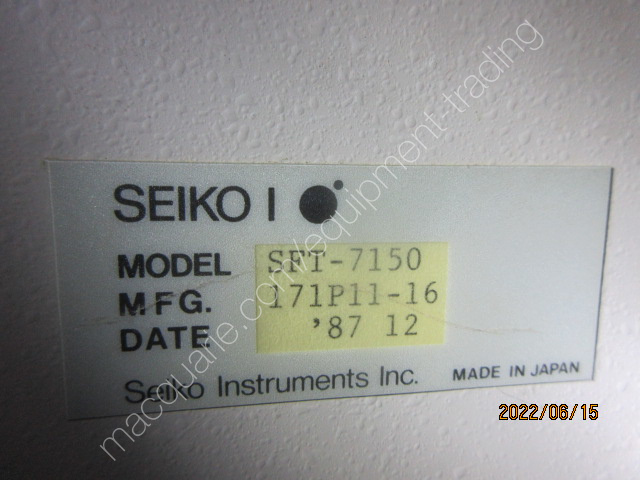 SEIKO I
MODEL SFT-7150
MFG. 171P11-16
DATE '87 12
Seiko Instruments Inc. MADE IN JAPAN
2022/06/15
macquarie.com/equipment-trading